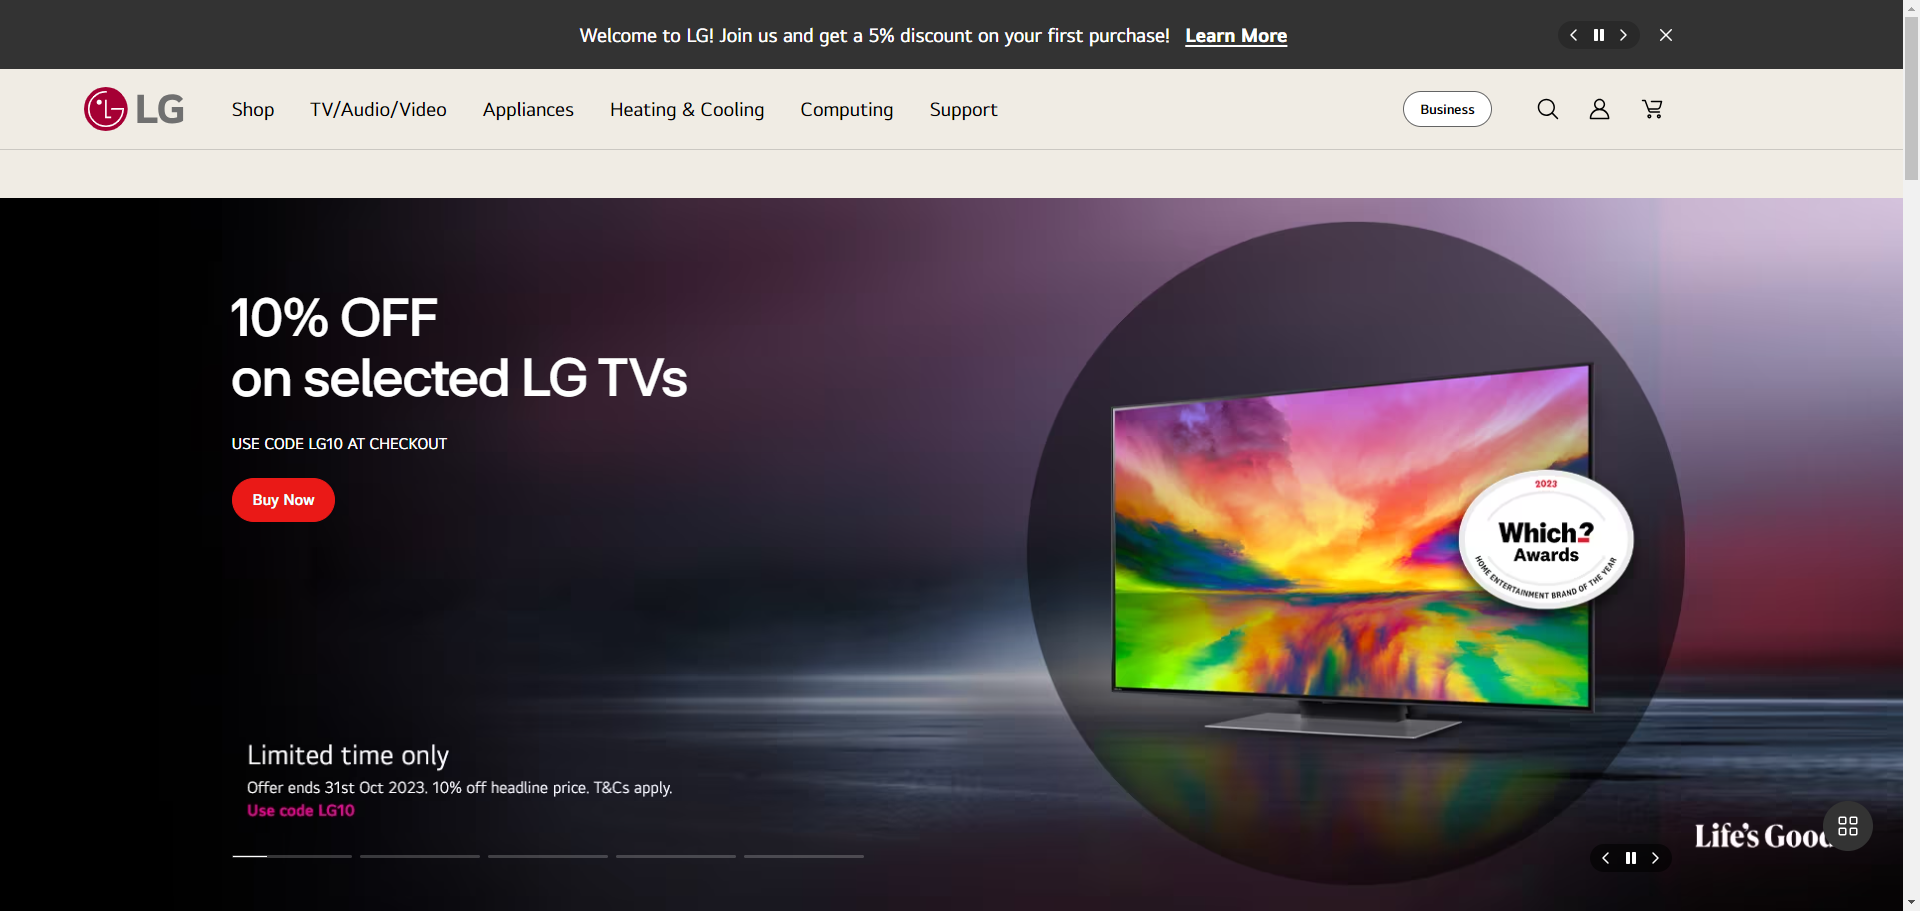 Welcome to LG! Join us and get a 5% discount on your first purchase! Learn More
LG
Shop TV/Audio/Video Appliances Heating & Cooling Computing Support Business
10% OFF
on selected LG TVs
USE CODE LG10 AT CHECKOUT
Buy Now
2023
Which?
Awards
HOME ENTERTAINMENT BRAND OF THE YEAR
Limited time only
Offer ends 31st Oct 2023. 10% off headline price. T&Cs apply.
Use code LG10
Life's Good